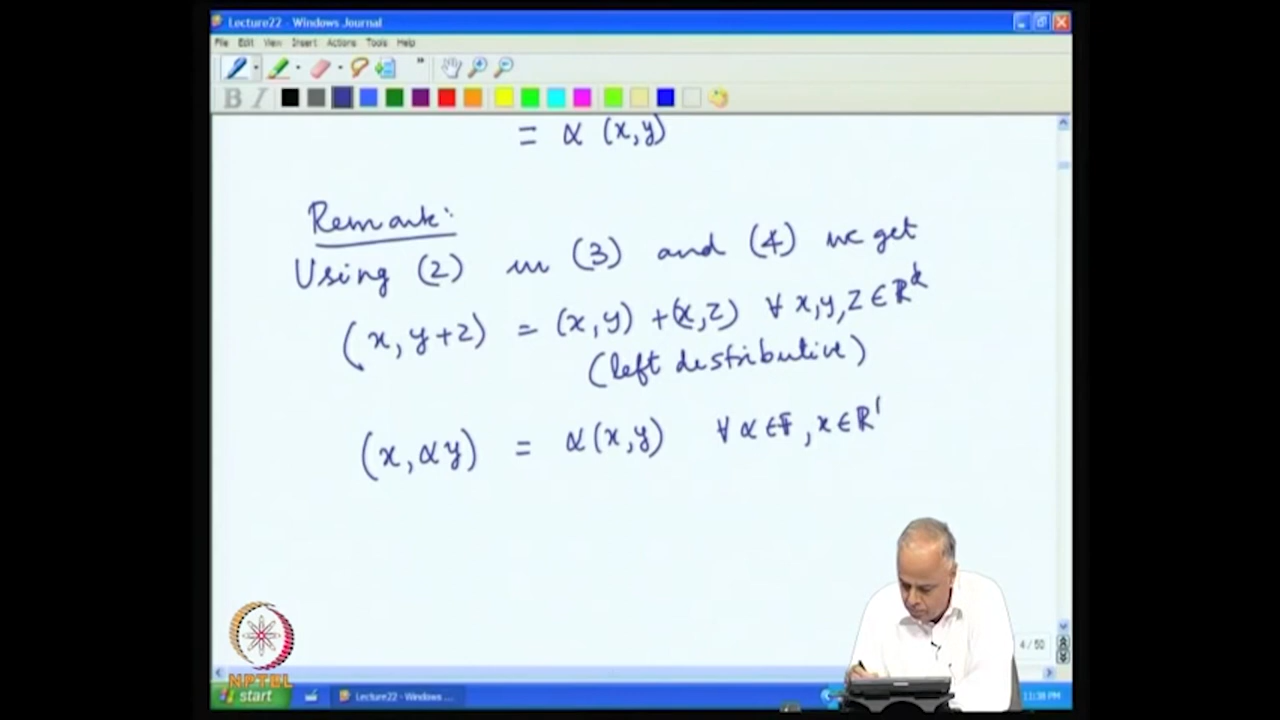 Lecture22 - Windows Journal
File Edit View Insert Actions Tools Help
B I
= α (x,y)
Remark:
Using (2) in (3) and (4) we get
(x, y+z) = (x,y) + (x,z) ∀ x,y,z ∈ ℝᵏ
(left distributive)
(x, αy) = α(x,y) ∀ α ∈ F, x ∈ ℝ
4 / 50
NPTEL
start Lecture22 - Windows ... 11:38 PM